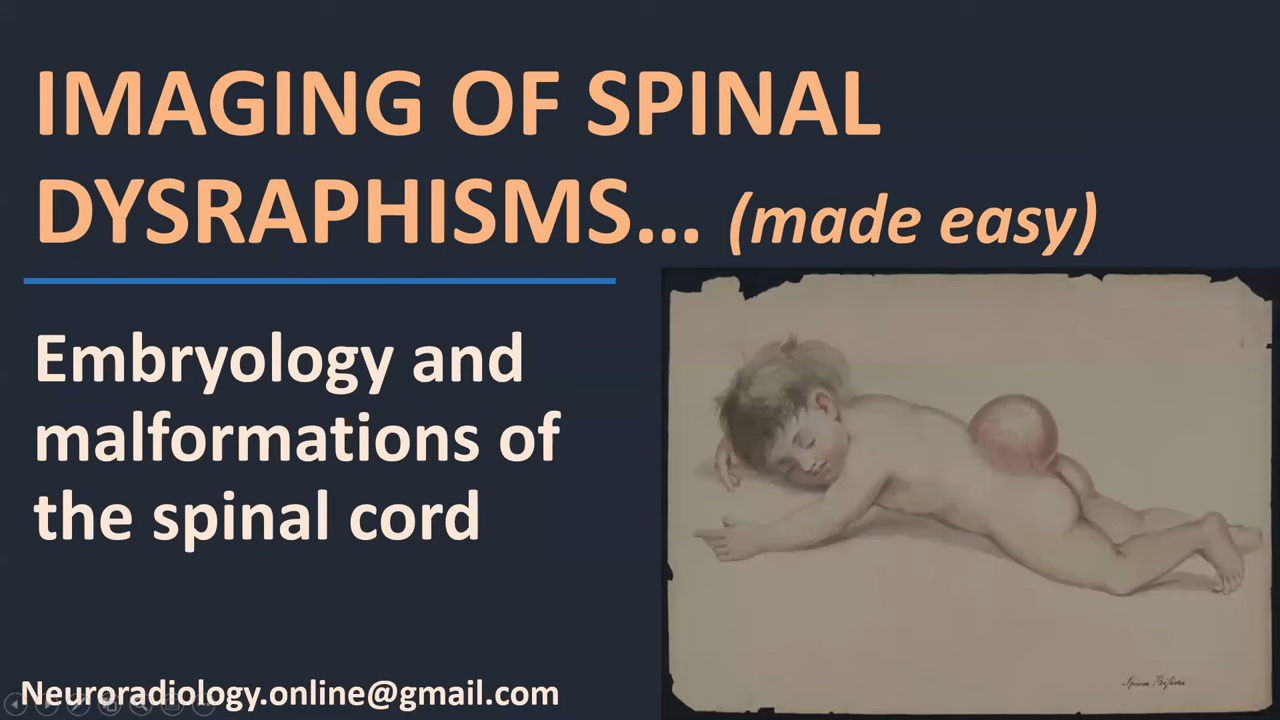 IMAGING OF SPINAL
DYSRAPHISMS... (made easy)
Embryology and
malformations of
the spinal cord
Spina Bifida
Neuroradiology.online@gmail.com